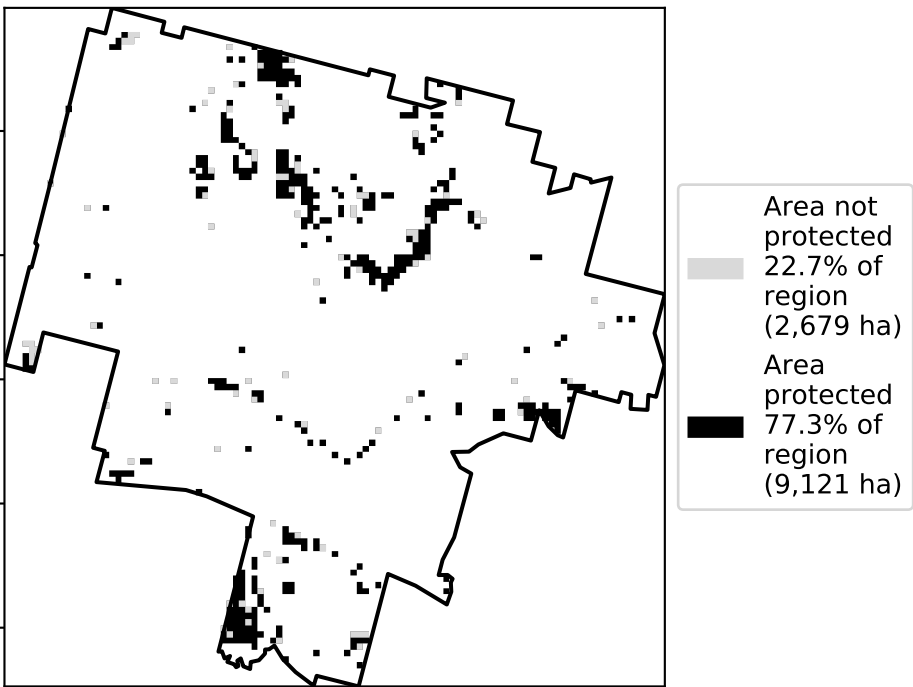 Area not
protected
22.7% of
region
(2,679 ha)
Area
protected
77.3% of
region
(9,121 ha)